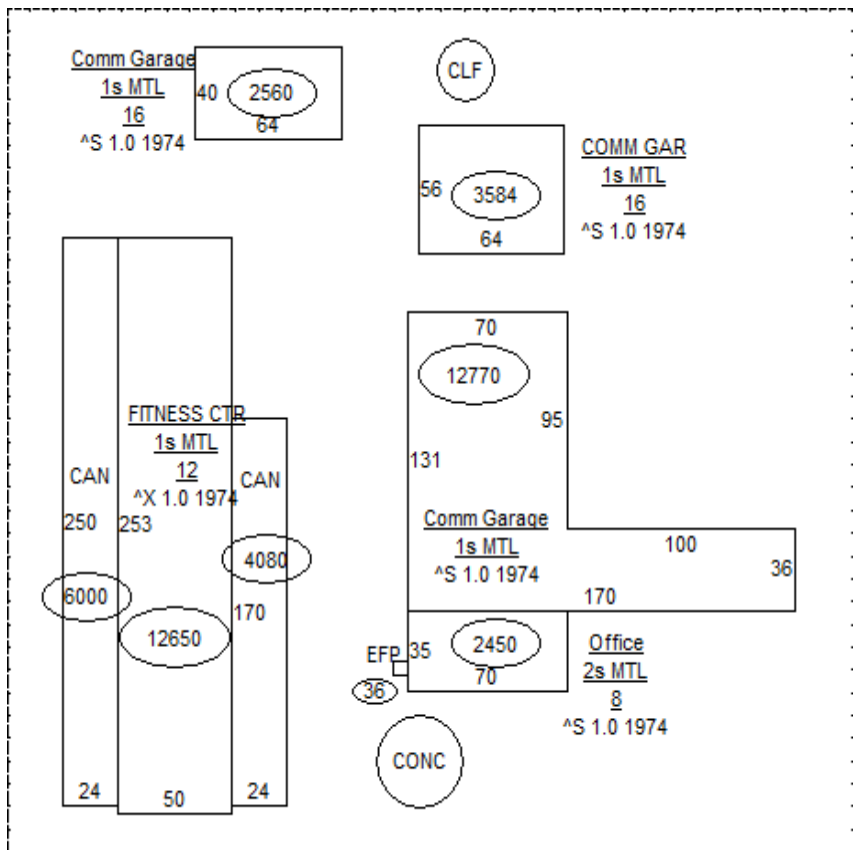 Comm Garage
1s MTL
16
^S 1.0 1974
40
2560
64
CLF
COMM GAR
1s MTL
16
^S 1.0 1974
56
3584
64
FITNESS CTR
1s MTL
12
^X 1.0 1974
CAN
250
253
6000
12650
24
50
CAN
4080
170
24
70
12770
95
131
Comm Garage
1s MTL
^S 1.0 1974
100
36
170
EFP
35
2450
70
36
Office
2s MTL
8
^S 1.0 1974
CONC